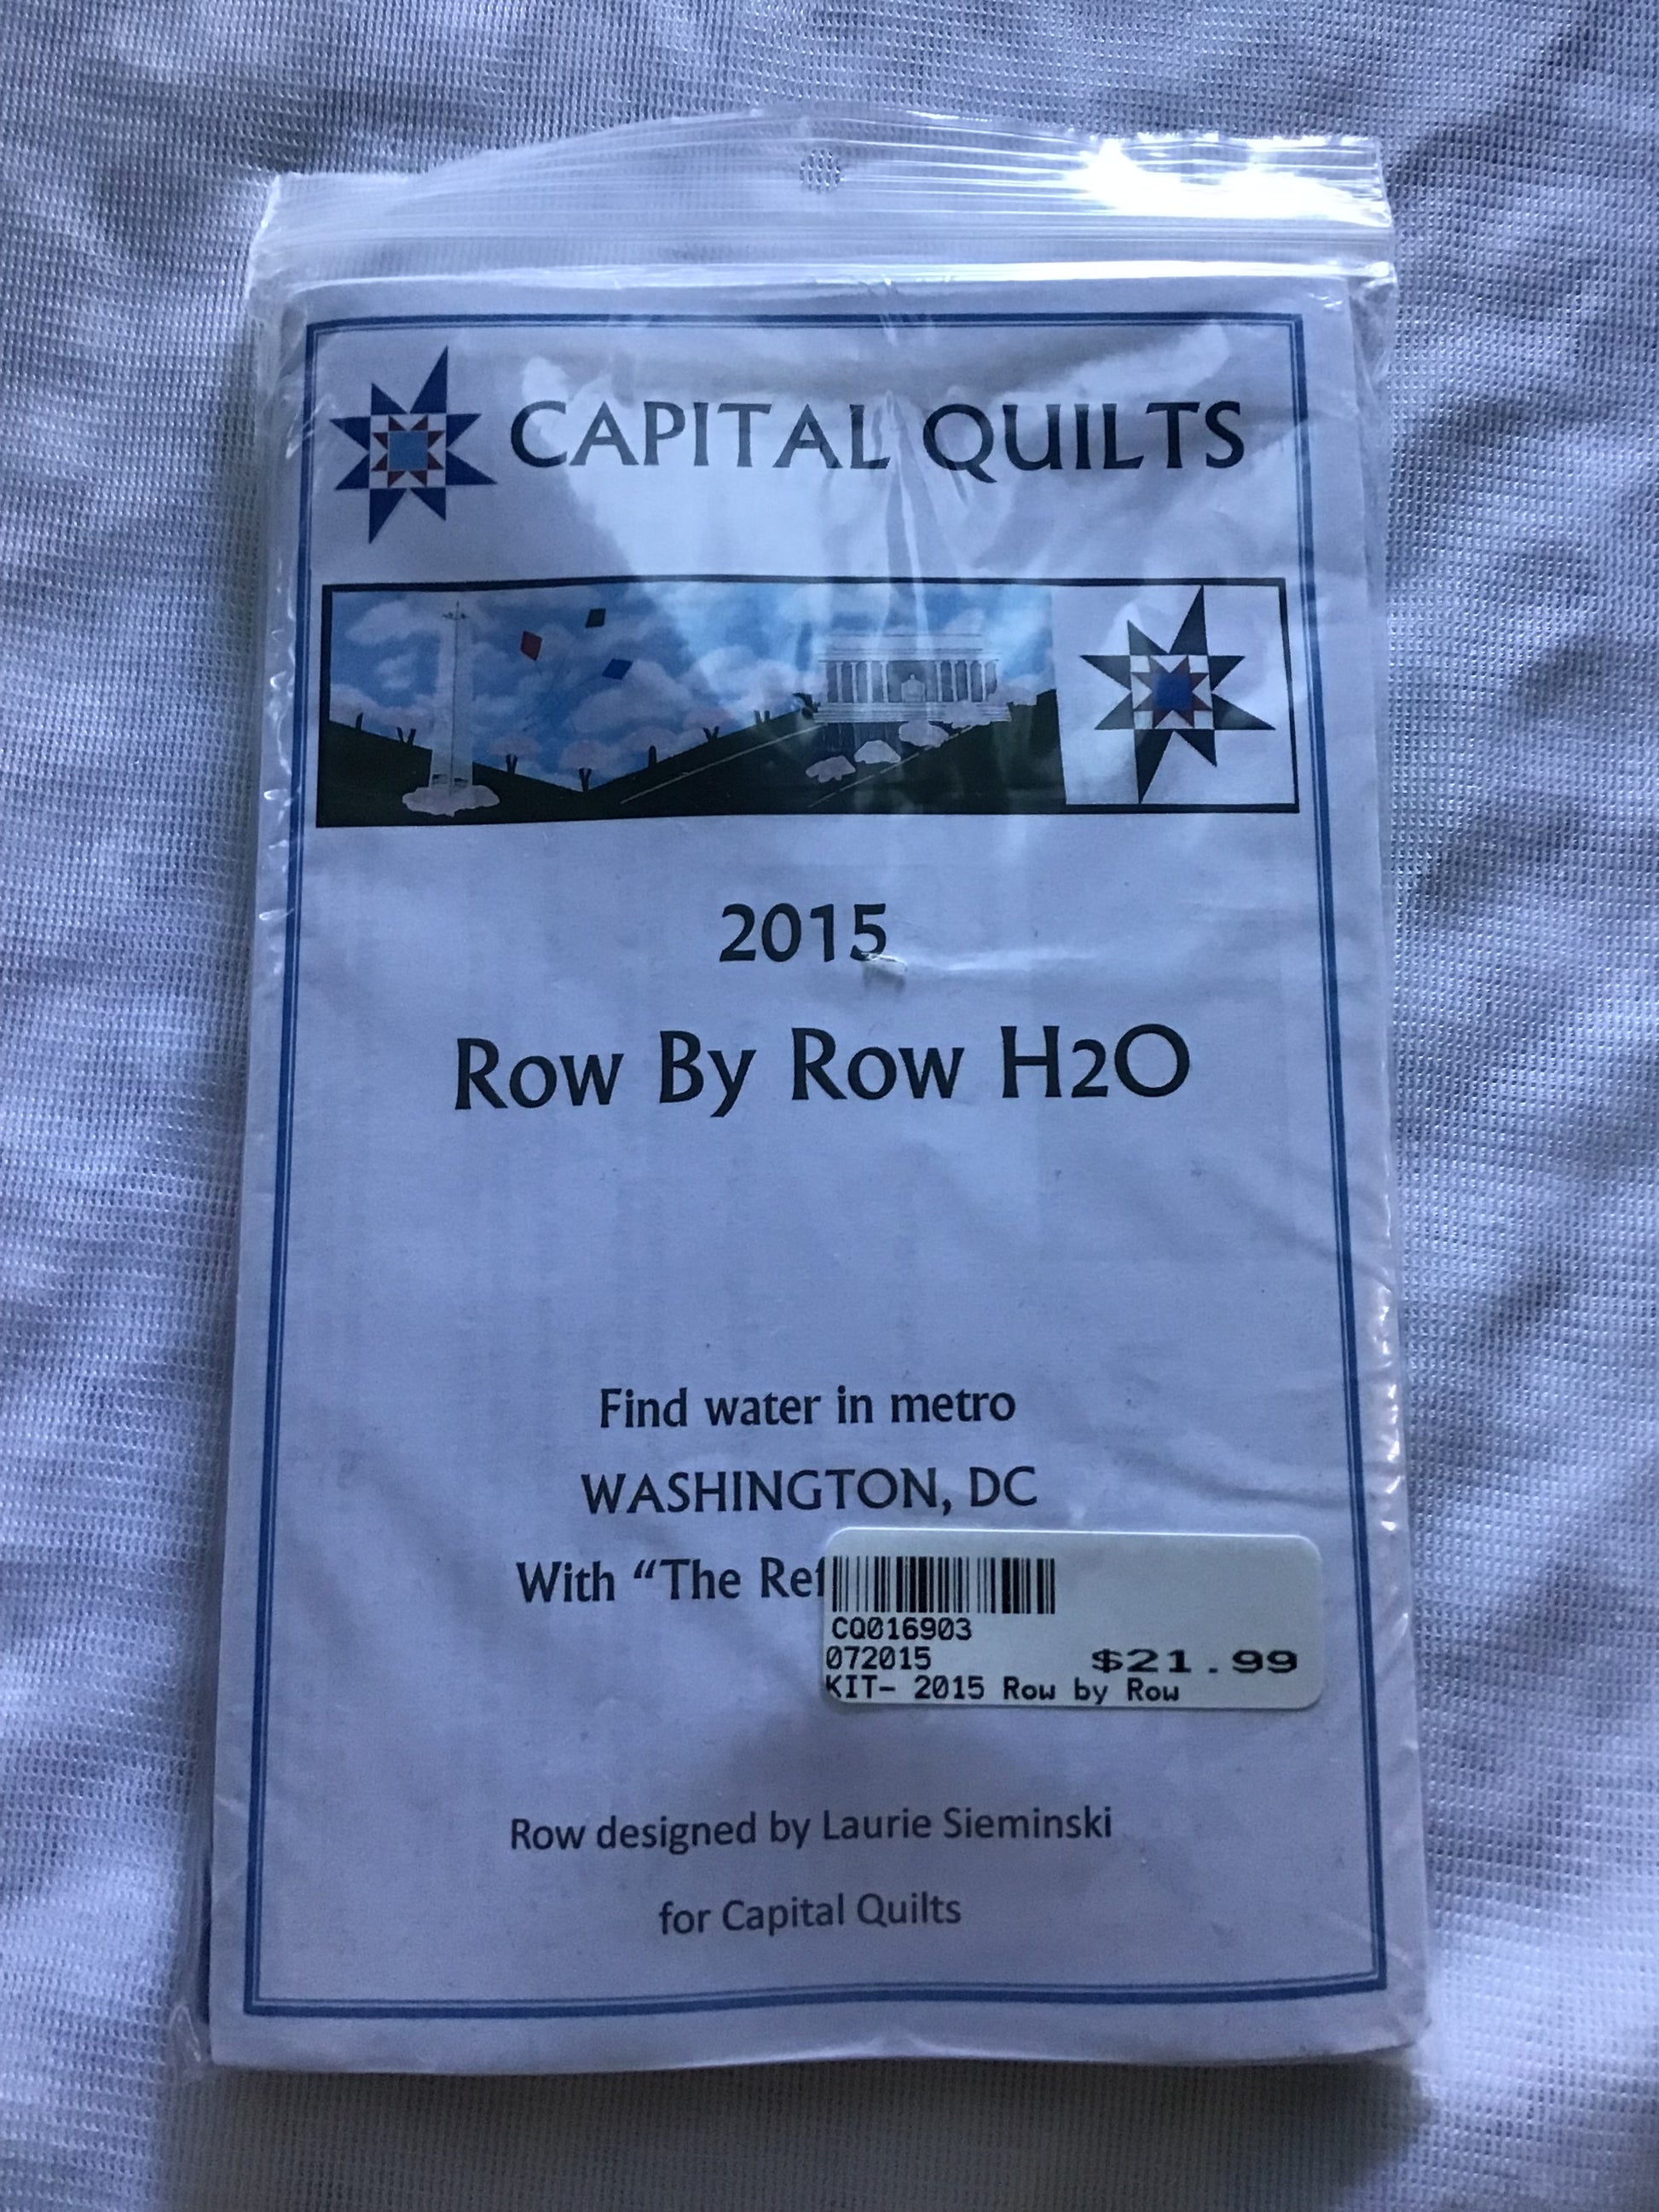 CAPITAL QUILTS
2015
Row By Row H2O
Find water in metro
WASHINGTON, DC
With “The Ref
CQ016903
072015 $21.99
KIT- 2015 Row by Row
Row designed by Laurie Sieminski
for Capital Quilts